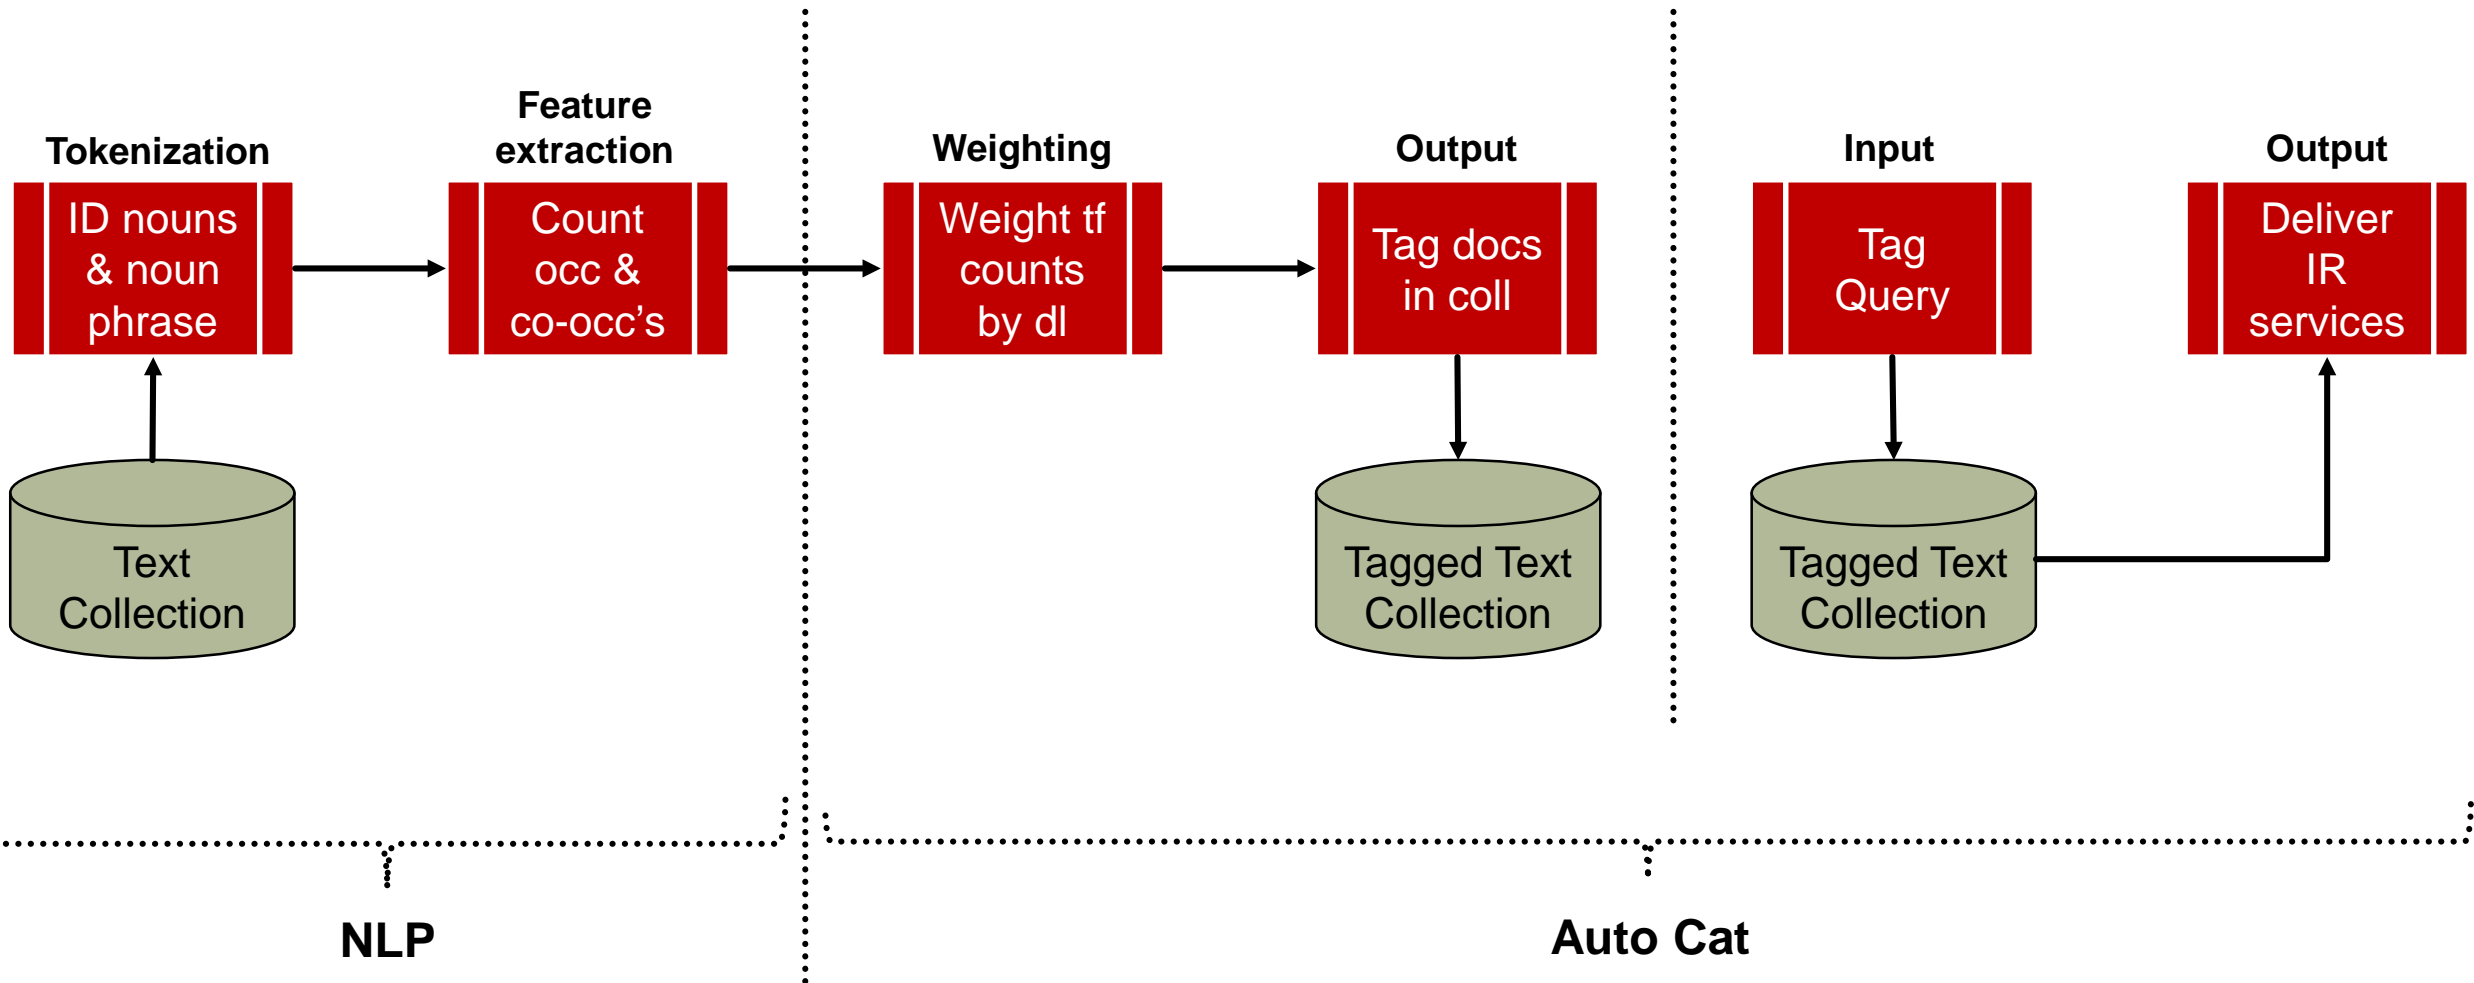 Tokenization
ID nouns
& noun
phrase
Text
Collection
Feature
extraction
Count
occ &
co-occ’s
Weighting
Weight tf
counts
by dl
Output
Tag docs
in coll
Tagged Text
Collection
Input
Tag
Query
Tagged Text
Collection
Output
Deliver
IR
services
NLP
Auto Cat